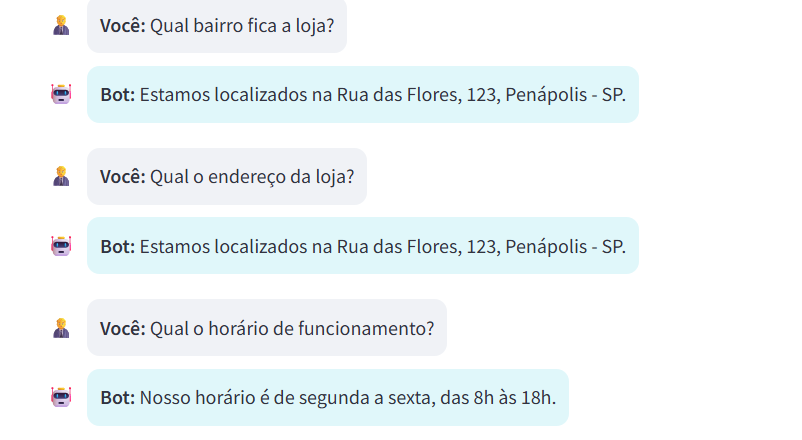 Você: Qual bairro fica a loja?
Bot: Estamos localizados na Rua das Flores, 123, Penápolis - SP.
Você: Qual o endereço da loja?
Bot: Estamos localizados na Rua das Flores, 123, Penápolis - SP.
Você: Qual o horário de funcionamento?
Bot: Nosso horário é de segunda a sexta, das 8h às 18h.